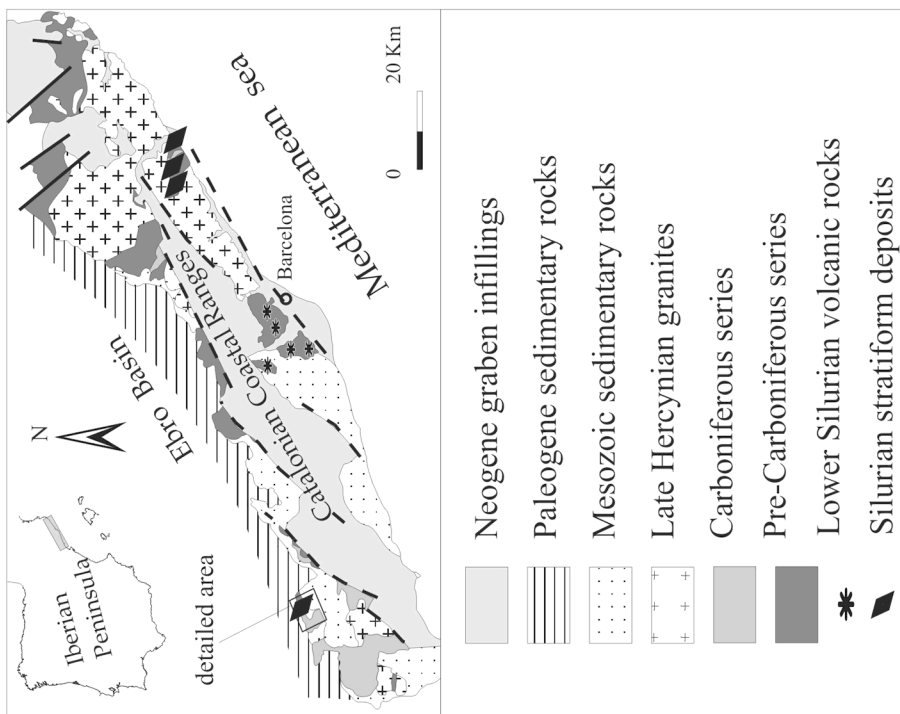 Iberian
Peninsula
N
Ebro Basin
Catalonian Coastal Ranges
Mediterranean sea
Barcelona
detailed area
0
20 Km
Neogene graben infillings
Paleogene sedimentary rocks
Mesozoic sedimentary rocks
Late Hercynian granites
Carboniferous series
Pre-Carboniferous series
Lower Silurian volcanic rocks
Silurian stratiform deposits